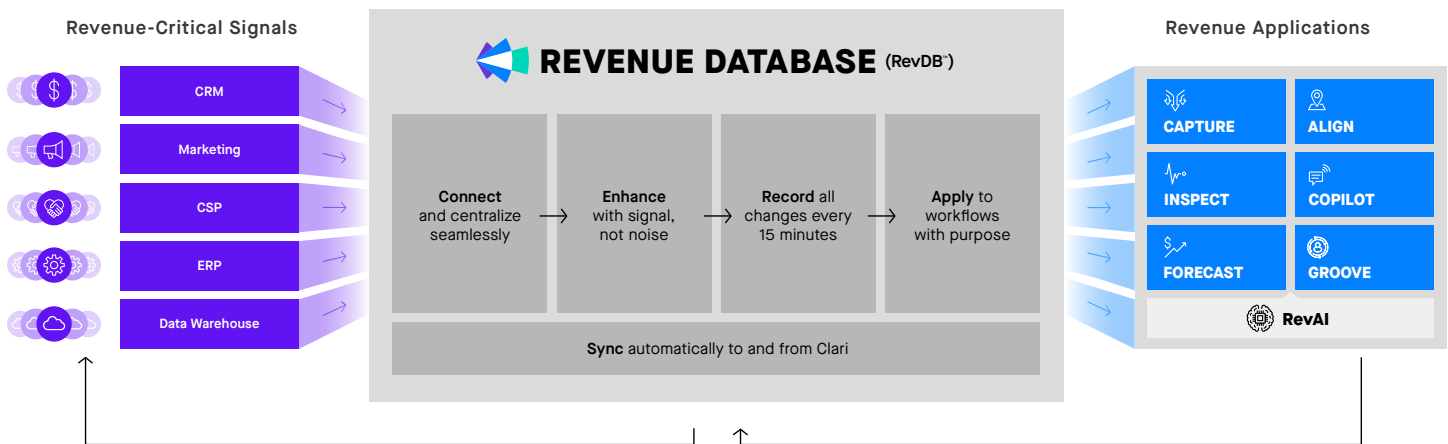 Revenue-Critical Signals
CRM
Marketing
CSP
ERP
Data Warehouse
REVENUE DATABASE (RevDB™)
Connect
and centralize
seamlessly
Enhance
with signal,
not noise
Record all
changes every
15 minutes
Apply to
workflows
with purpose
Sync automatically to and from Clari
Revenue Applications
CAPTURE
ALIGN
INSPECT
COPILOT
FORECAST
GROOVE
RevAI